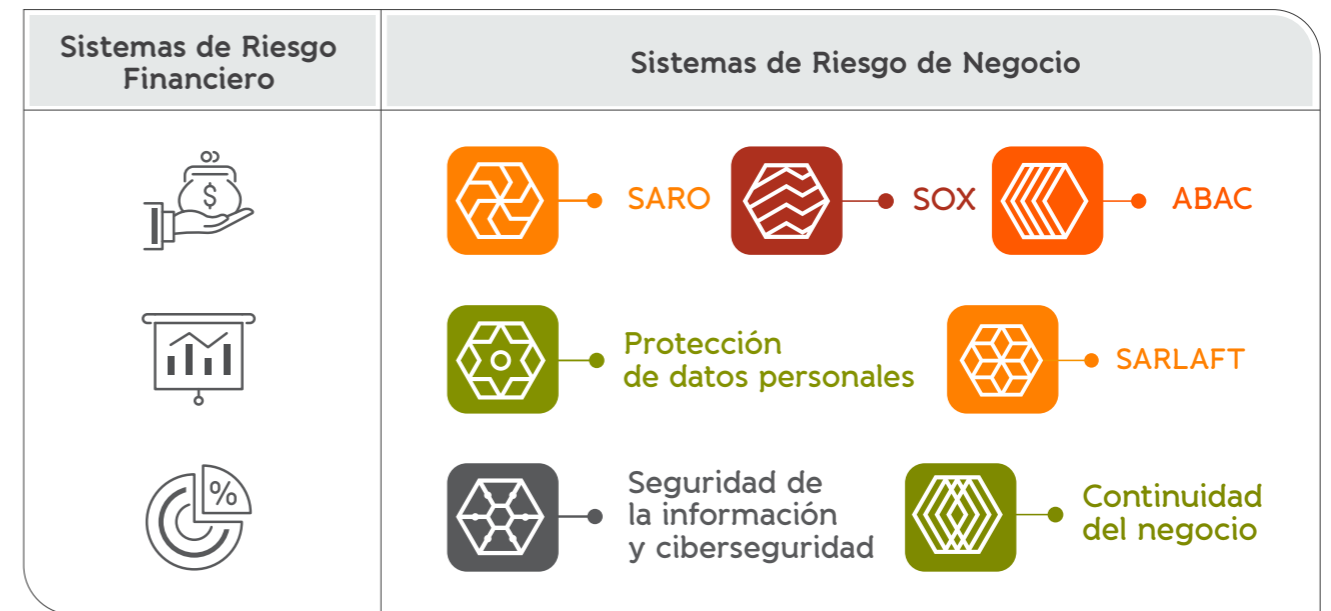 Sistemas de Riesgo
Financiero
Sistemas de Riesgo de Negocio
$
SARO
SOX
ABAC
Protección
de datos personales
SARLAFT
%
Seguridad de
la información
y ciberseguridad
Continuidad
del negocio